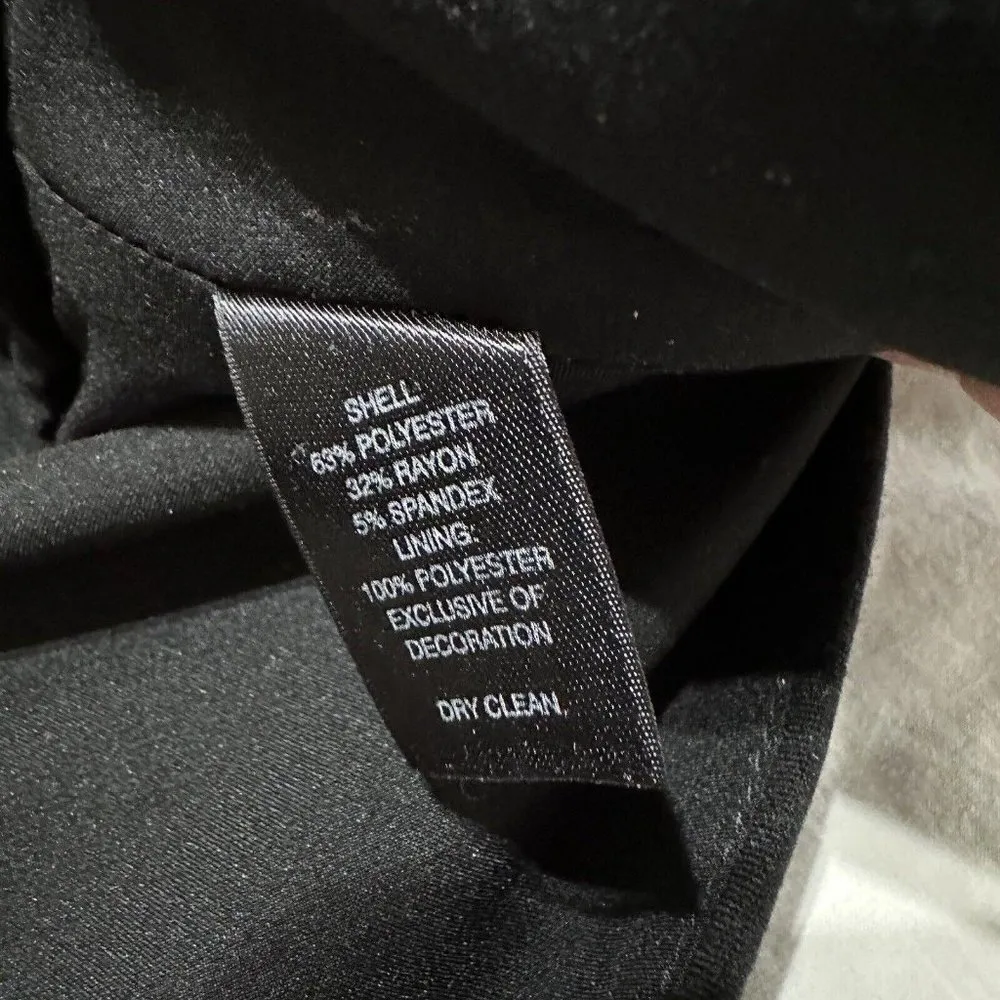 SHELL
63% POLYESTER
32% RAYON
5% SPANDEX
LINING:
100% POLYESTER
EXCLUSIVE OF
DECORATION
DRY CLEAN.